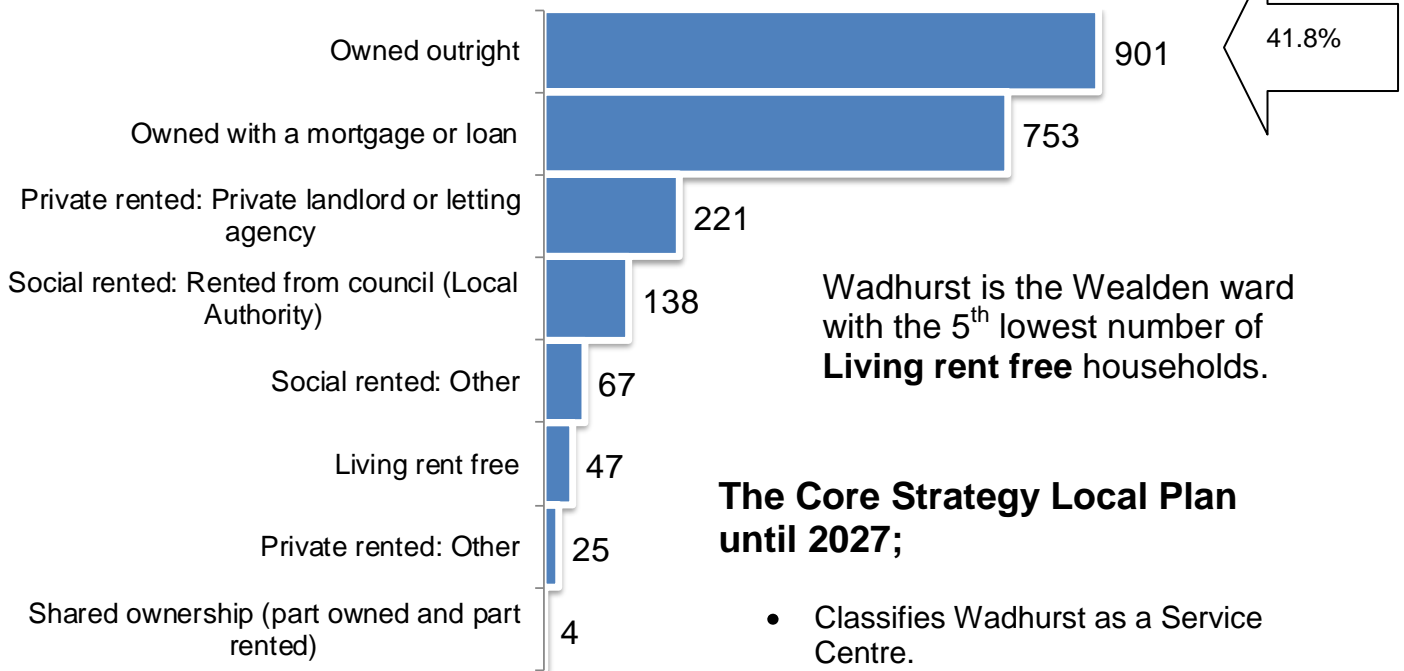 Owned outright
901
41.8%
Owned with a mortgage or loan
753
Private rented: Private landlord or letting
agency
221
Social rented: Rented from council (Local
Authority)
138
Social rented: Other
67
Living rent free
47
Private rented: Other
25
Shared ownership (part owned and part
rented)
4
Wadhurst is the Wealden ward
with the 5th lowest number of
Living rent free households.
The Core Strategy Local Plan
until 2027;
• Classifies Wadhurst as a Service
Centre.